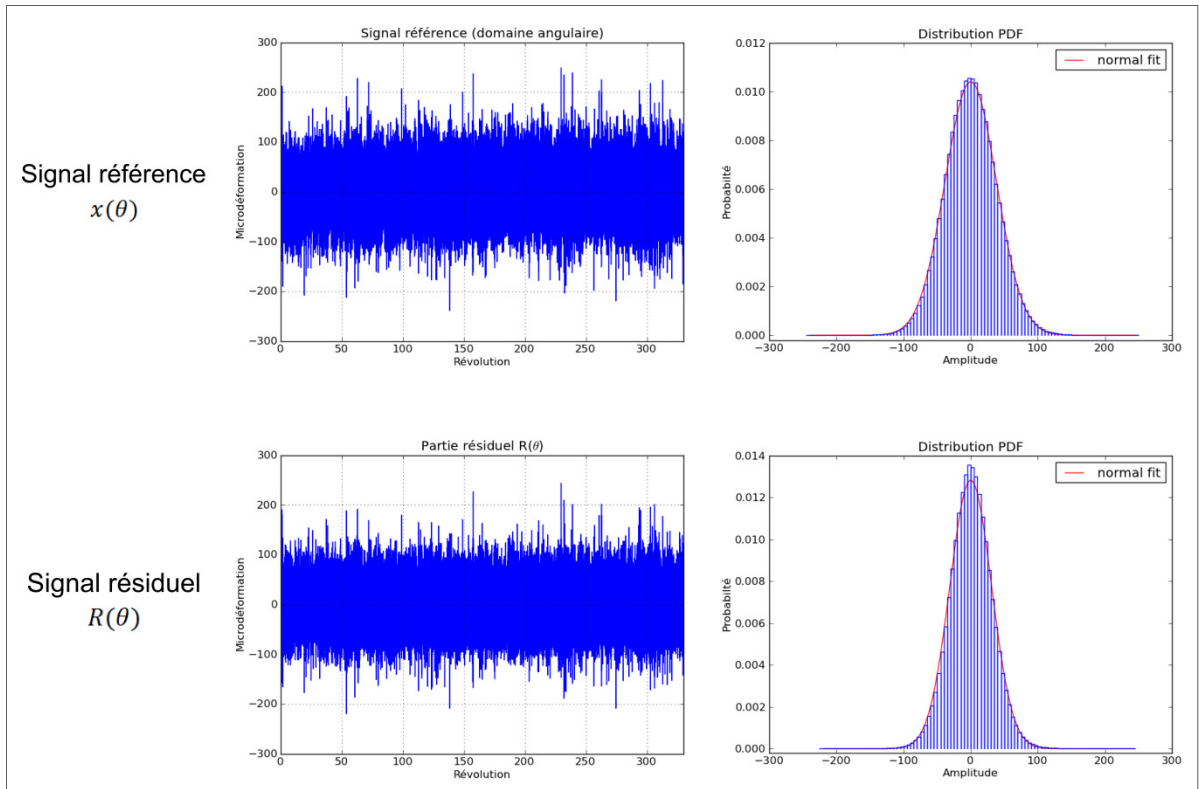 Signal référence
x(θ)
Signal référence (domaine angulaire)
Microdéformation
300
200
100
0
−100
−200
−300
0 50 100 150 200 250 300
Révolution
Distribution PDF
normal fit
Probabilté
0.012
0.010
0.008
0.006
0.004
0.002
0.000
−300 −200 −100 0 100 200 300
Amplitude
Signal résiduel
R(θ)
Partie résiduel R(θ)
Microdéformation
300
200
100
0
−100
−200
−300
0 50 100 150 200 250 300
Révolution
Distribution PDF
normal fit
Probabilté
0.014
0.012
0.010
0.008
0.006
0.004
0.002
0.000
−300 −200 −100 0 100 200 300
Amplitude